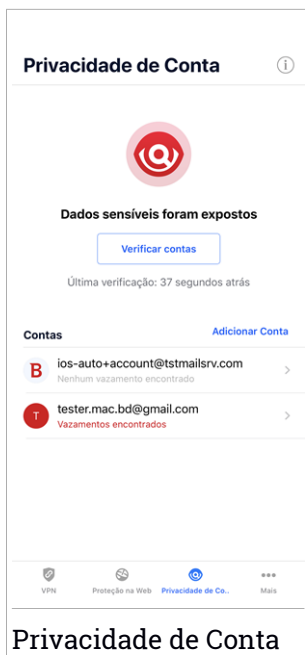 Privacidade de Conta
Dados sensíveis foram expostos
Verificar contas
Última verificação: 37 segundos atrás
Contas
Adicionar Conta
B
ios-auto+account@tstmailsrv.com
Nenhum vazamento encontrado
T
tester.mac.bd@gmail.com
Vazamentos encontrados
VPN
Proteção na Web
Privacidade de Co..
Mais
Privacidade de Conta